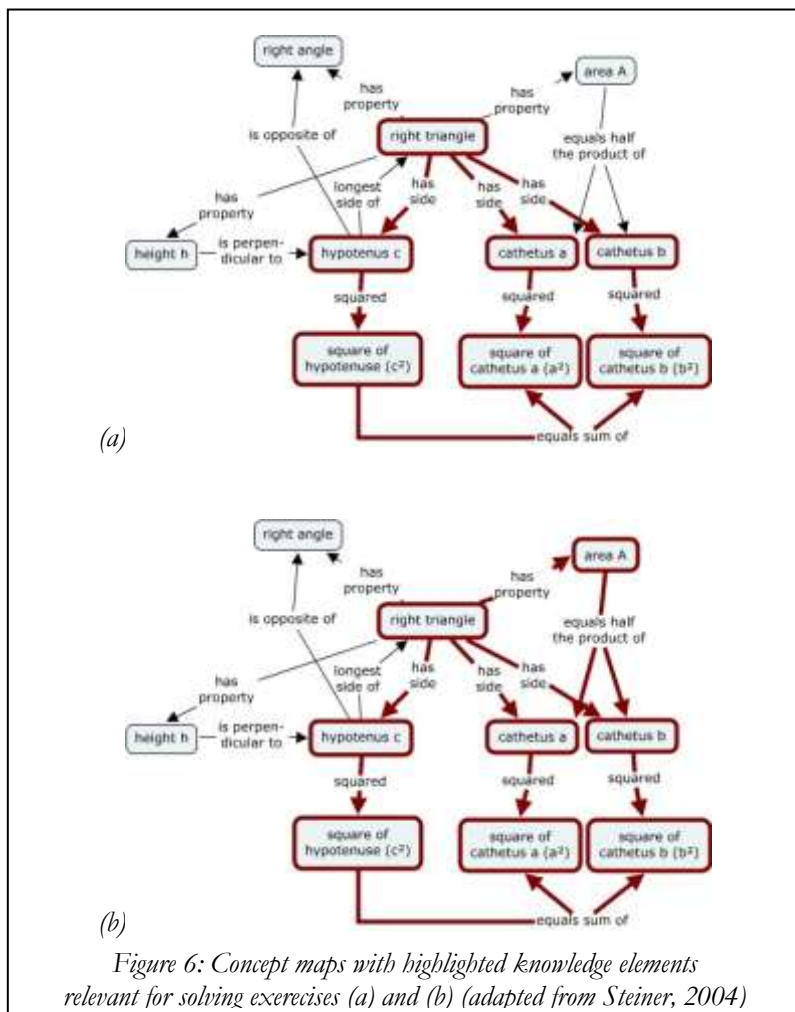 right angle
area A
has
property
has
property
is opposite of
right triangle
equals half
the product of
longest
side of
has
side
has
side
has
side
has
property
height h
is perpen-
dicular to
hypotenus c
cathetus a
cathetus b
squared
squared
squared
square of
hypotenuse (c²)
square of
cathetus a (a²)
square of
cathetus b (b²)
equals sum of
(a)
right angle
area A
has
property
has
property
is opposite of
right triangle
equals half
the product of
longest
side of
has
side
has
side
has
side
has
property
height h
is perpen-
dicular to
hypotenus c
cathetus a
cathetus b
squared
squared
squared
square of
hypotenuse (c²)
square of
cathetus a (a²)
square of
cathetus b (b²)
equals sum of
(b)
Figure 6: Concept maps with highlighted knowledge elements
relevant for solving exerecises (a) and (b) (adapted from Steiner, 2004)